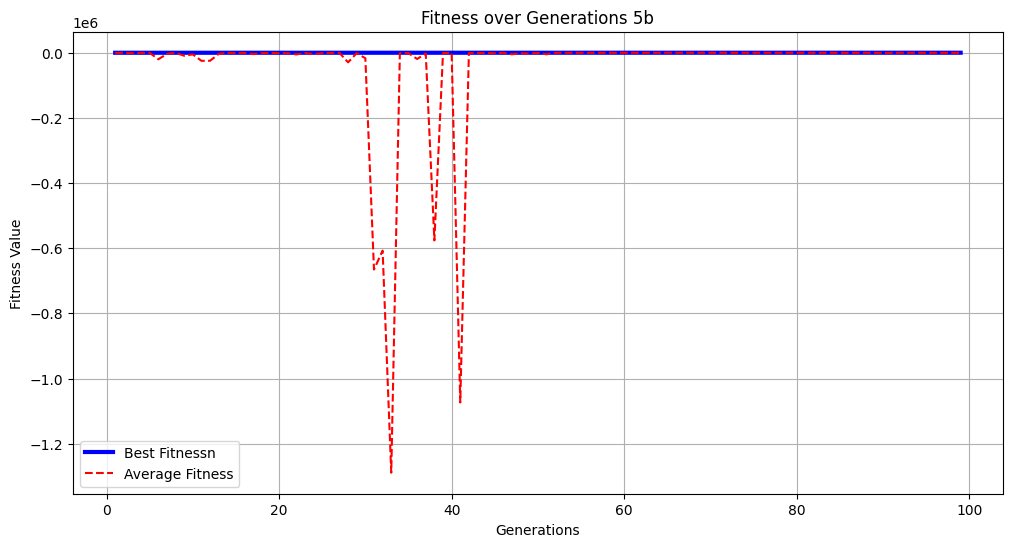 Fitness over Generations 5b
1e6
0.0
−0.2
−0.4
−0.6
−0.8
−1.0
−1.2
Fitness Value
Best Fitnessn
Average Fitness
0 20 40 60 80 100
Generations